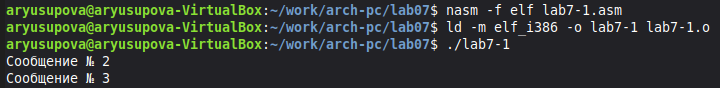 aryusupova@aryusupova-VirtualBox:~/work/arch-pc/lab07$ nasm -f elf lab7-1.asm
aryusupova@aryusupova-VirtualBox:~/work/arch-pc/lab07$ ld -m elf_i386 -o lab7-1 lab7-1.o
aryusupova@aryusupova-VirtualBox:~/work/arch-pc/lab07$ ./lab7-1
Сообщение № 2
Сообщение № 3